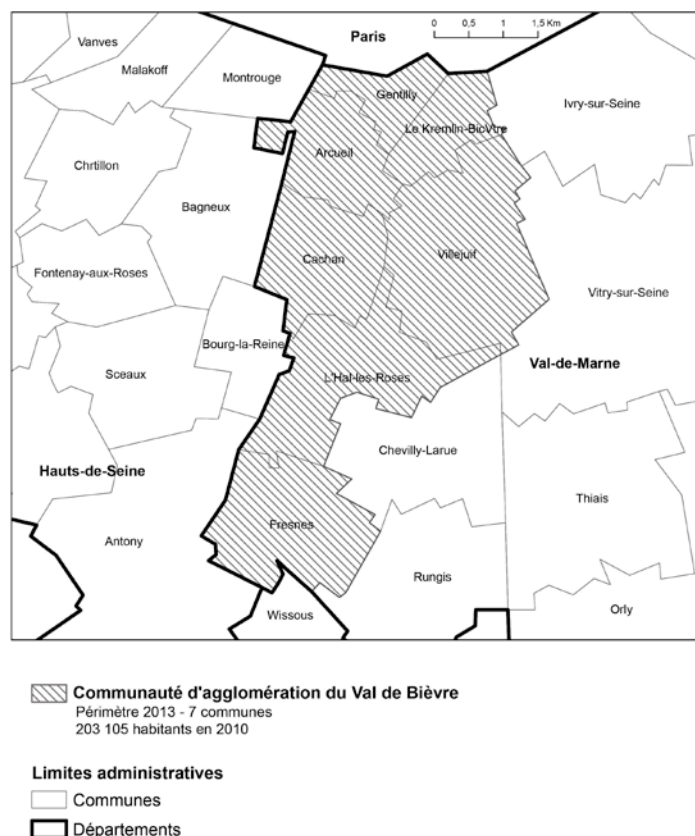 Paris
0 0,5 1 1,5 Km
Vanves
Malakoff
Montrouge
Gentilly
Ivry-sur-Seine
Le Kremlin-BicVtre
Arcueil
Chrtillon
Bagneux
Cachan
Villejuif
Fontenay-aux-Roses
Vitry-sur-Seine
Bourg-la-Reine
Val-de-Marne
Sceaux
L'Hal-les-Roses
Chevilly-Larue
Hauts-de-Seine
Thiais
Fresnes
Antony
Rungis
Orly
Wissous
Communauté d'agglomération du Val de Bièvre
Périmètre 2013 - 7 communes
203 105 habitants en 2010
Limites administratives
Communes
Départements